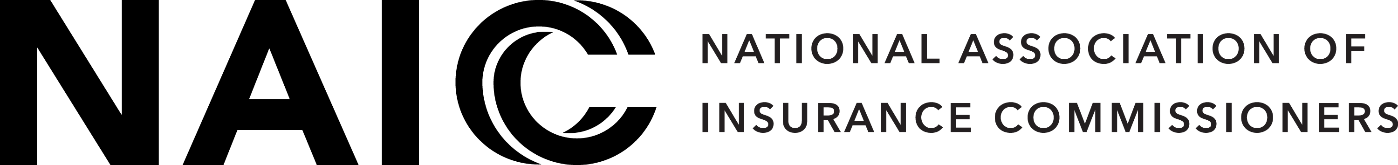 NAIC
NATIONAL ASSOCIATION OF
INSURANCE COMMISSIONERS